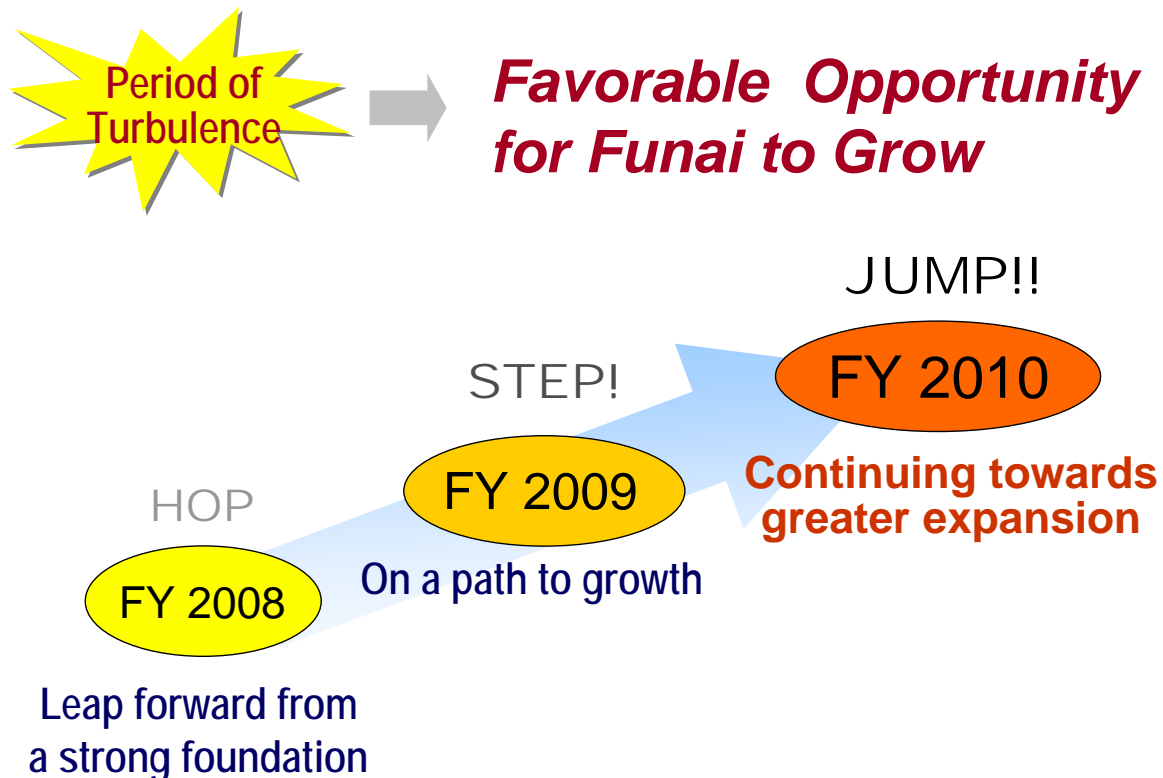 Period of
Turbulence
Favorable Opportunity
for Funai to Grow
JUMP!!
FY 2010
Continuing towards
greater expansion
STEP!
FY 2009
On a path to growth
HOP
FY 2008
Leap forward from
a strong foundation